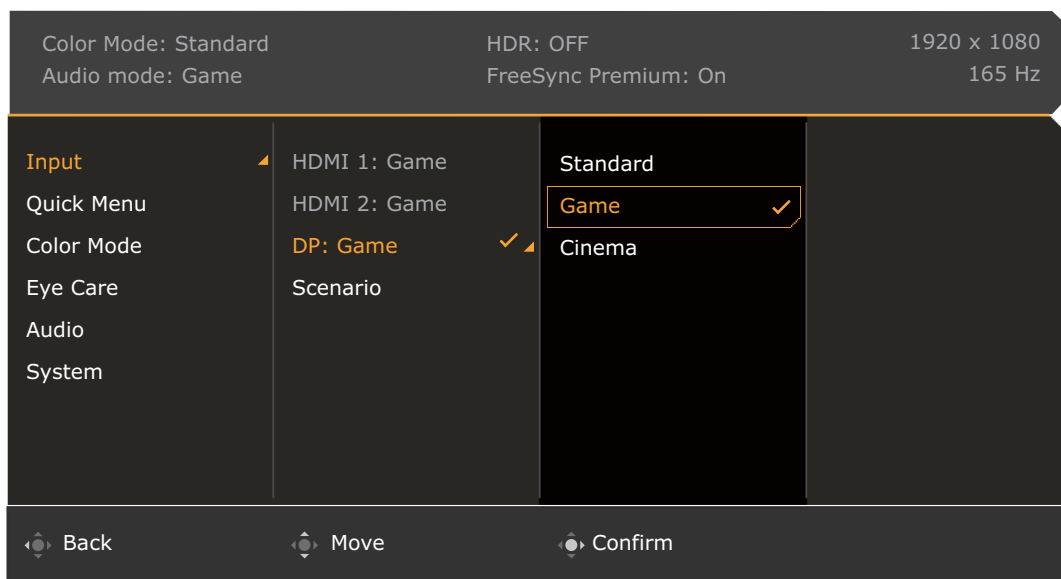 Color Mode: Standard
HDR: OFF
1920 x 1080
Audio mode: Game
FreeSync Premium: On
165 Hz
Input
Quick Menu
Color Mode
Eye Care
Audio
System
HDMI 1: Game
HDMI 2: Game
DP: Game
Scenario
Standard
Game
Cinema
Back
Move
Confirm